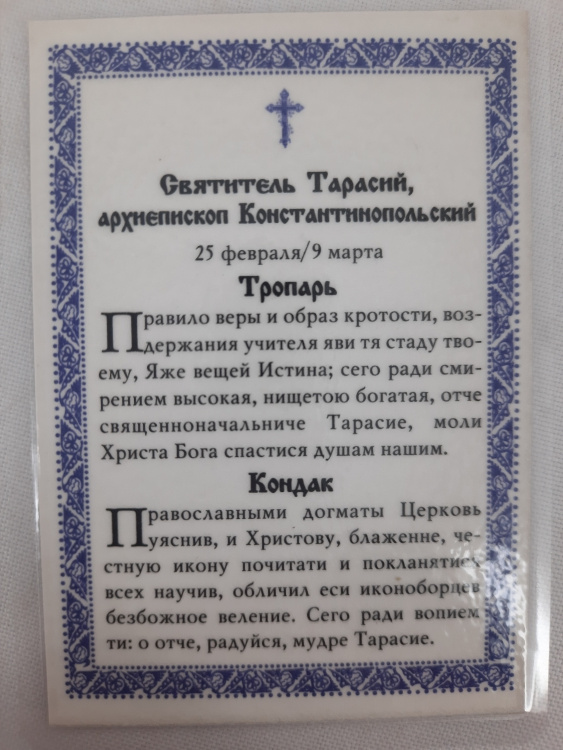 Святитель Тарасий,
архиепископ Константинопольский
25 февраля/9 марта
Тропарь
Правило веры и образ кротости, воз-
держания учителя яви тя стаду тво-
ему, Яже вещей Истина; сего ради сми-
рением высокая, нищетою богатая, отче
священноначальниче Тарасие, моли
Христа Бога спастися душам нашим.
Кондак
Православными догматы Церковь
уяснив, и Христову, блаженне, че-
стную икону почитати и покланятися
всех научив, обличил еси иконоборцев
безбожное веление. Сего ради вопием
ти: о отче, радуйся, мудре Тарасие.